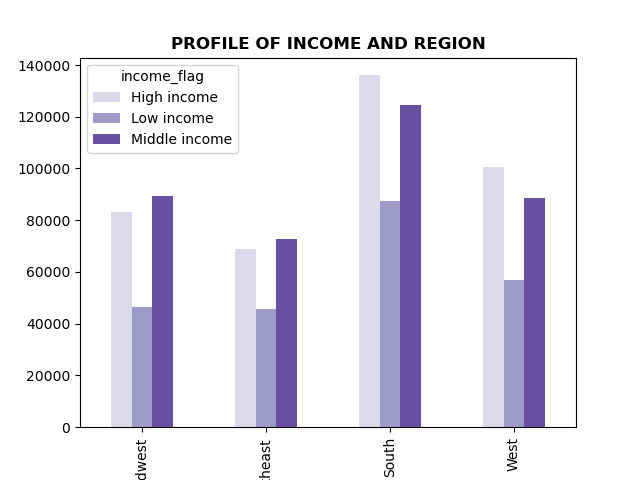 PROFILE OF INCOME AND REGION
income_flag
High income
Low income
Middle income
140000
120000
100000
80000
60000
40000
20000
0
dwest
heast
South
West